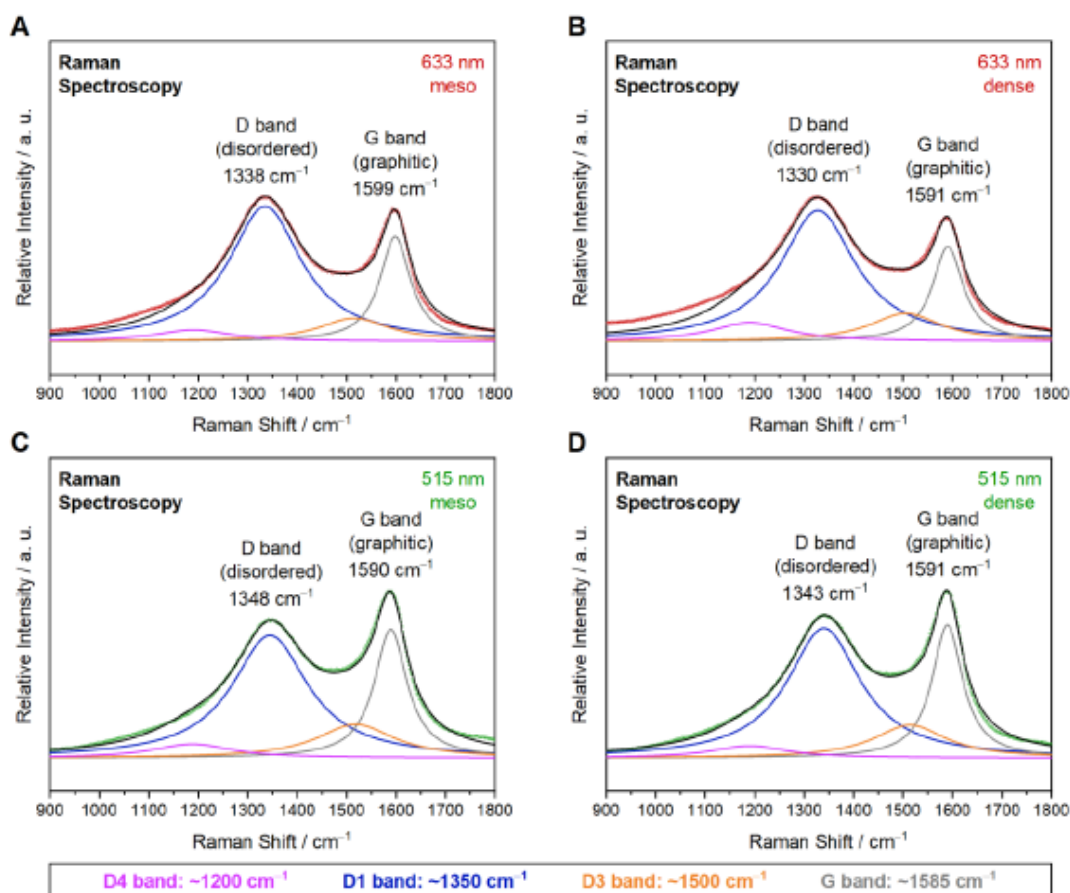 A
Raman
Spectroscopy
633 nm
meso
D band
(disordered)
1338 cm⁻¹
G band
(graphitic)
1599 cm⁻¹
Relative Intensity / a. u.
900 1000 1100 1200 1300 1400 1500 1600 1700 1800
Raman Shift / cm⁻¹
B
Raman
Spectroscopy
633 nm
dense
D band
(disordered)
1330 cm⁻¹
G band
(graphitic)
1591 cm⁻¹
Relative Intensity / a. u.
900 1000 1100 1200 1300 1400 1500 1600 1700 1800
Raman Shift / cm⁻¹
C
Raman
Spectroscopy
515 nm
meso
D band
(disordered)
1348 cm⁻¹
G band
(graphitic)
1590 cm⁻¹
Relative Intensity / a. u.
900 1000 1100 1200 1300 1400 1500 1600 1700 1800
Raman Shift / cm⁻¹
D
Raman
Spectroscopy
515 nm
dense
D band
(disordered)
1343 cm⁻¹
G band
(graphitic)
1591 cm⁻¹
Relative Intensity / a. u.
900 1000 1100 1200 1300 1400 1500 1600 1700 1800
Raman Shift / cm⁻¹
D4 band: ~1200 cm⁻¹ D1 band: ~1350 cm⁻¹ D3 band: ~1500 cm⁻¹ G band: ~1585 cm⁻¹